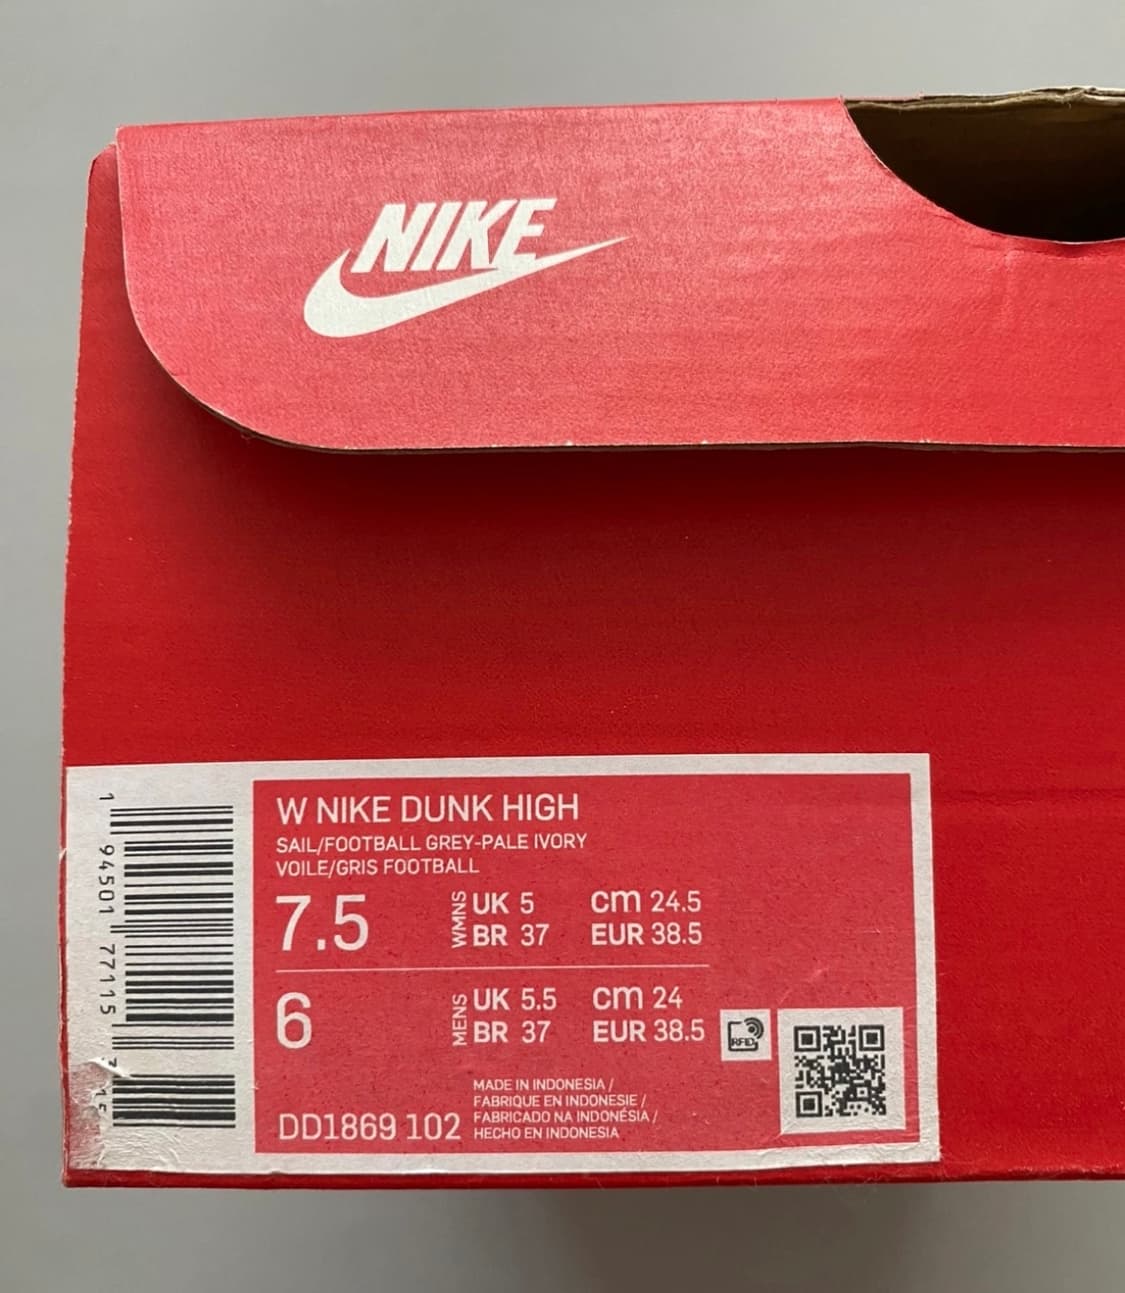 NIKE
W NIKE DUNK HIGH
SAIL/FOOTBALL GREY-PALE IVORY
VOILE/GRIS FOOTBALL
7.5 WMNS UK 5 cm 24.5
BR 37 EUR 38.5
6 MENS UK 5.5 cm 24
BR 37 EUR 38.5
RFID
MADE IN INDONESIA /
FABRIQUE EN INDONESIE /
FABRICADO NA INDONÉSIA /
HECHO EN INDONESIA
DD1869 102
1 94501 77115